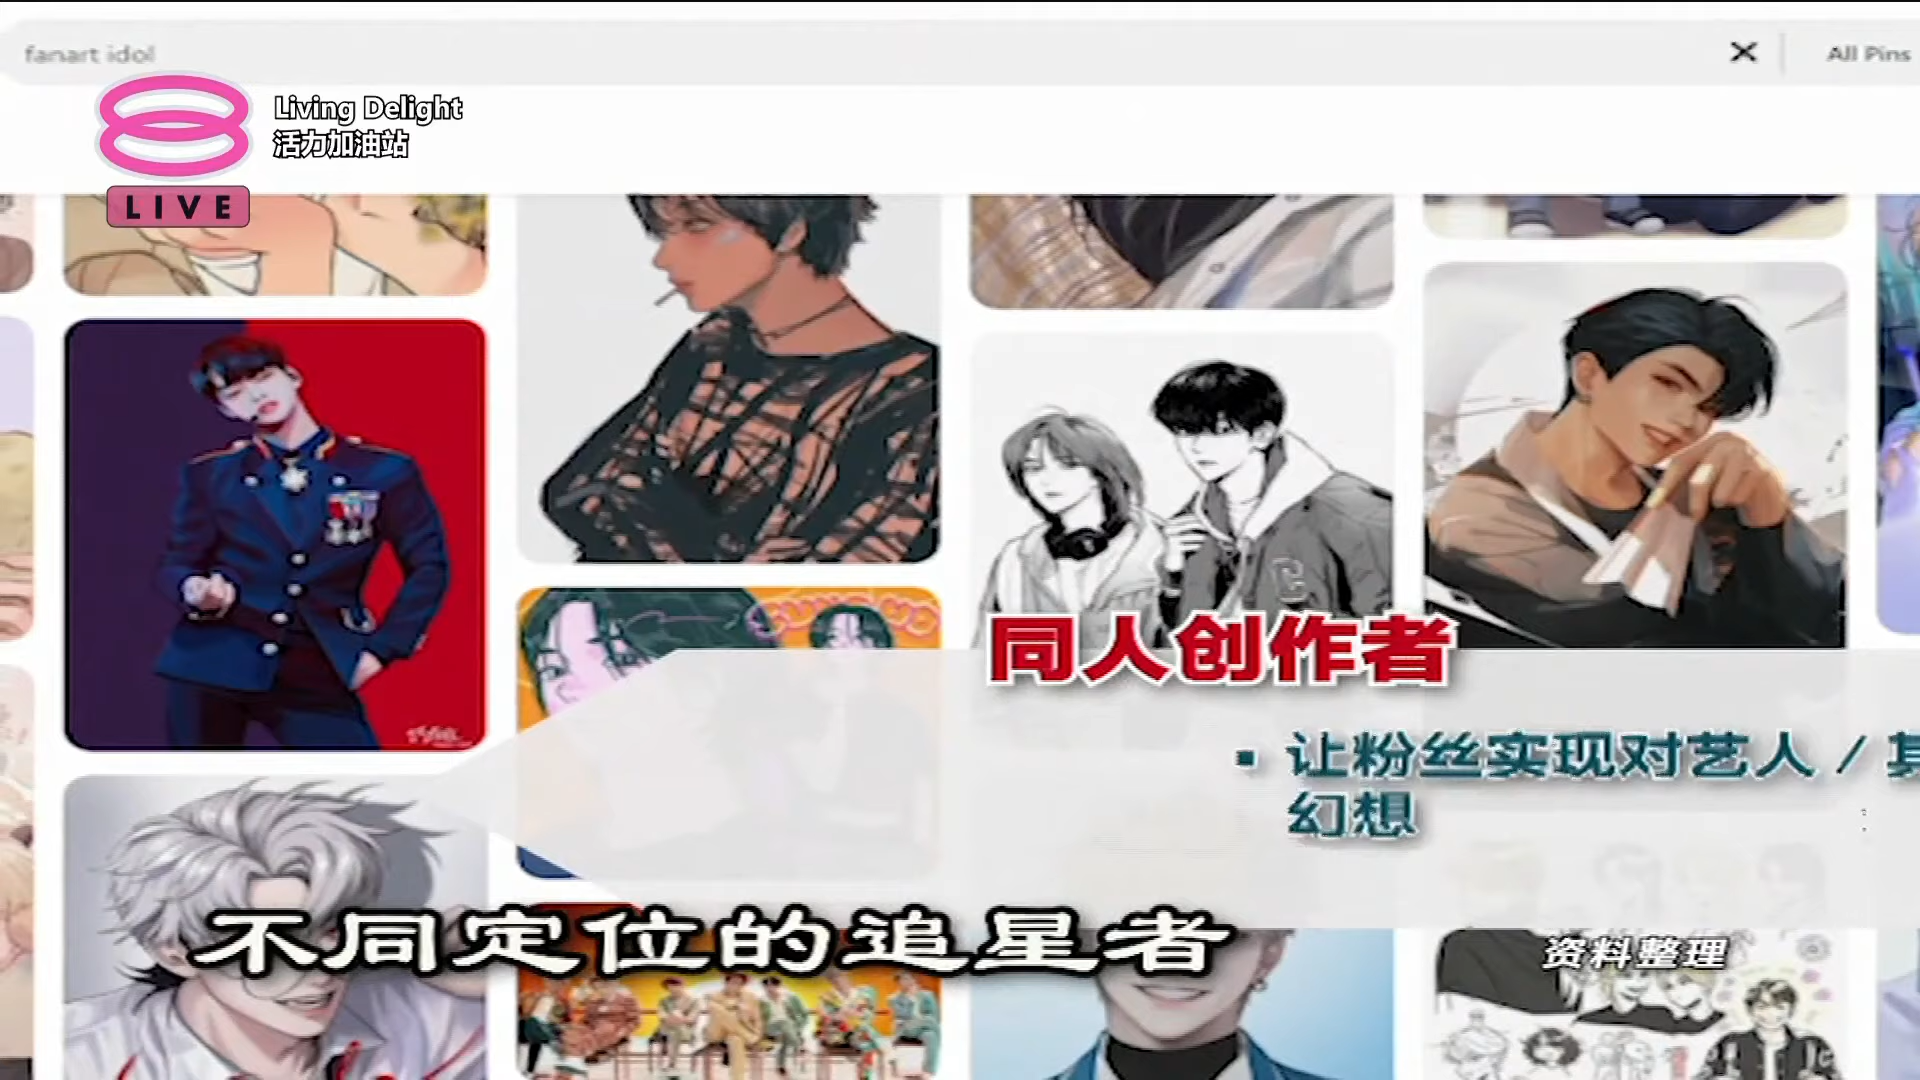 fanart idol
All Pins
Living Delight
活力加油站
LIVE
同人创作者
▪ 让粉丝实现对艺人 / 其
幻想
不同定位的追星者
资料整理